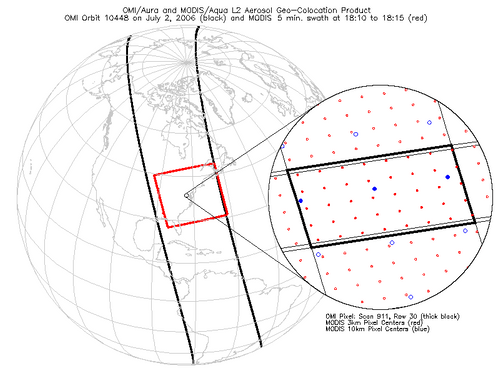 OMI/Aura and MODIS/Aqua L2 Aerosol Geo-Colocation Product
OMI Orbit 10448 on July 2, 2006 (black) and MODIS 5 min. swath at 18:10 to 18:15 (red)
OMI Pixel: Scan 911, Row 30 (thick black)
MODIS 3km Pixel Centers (red)
MODIS 10km Pixel Centers (blue)